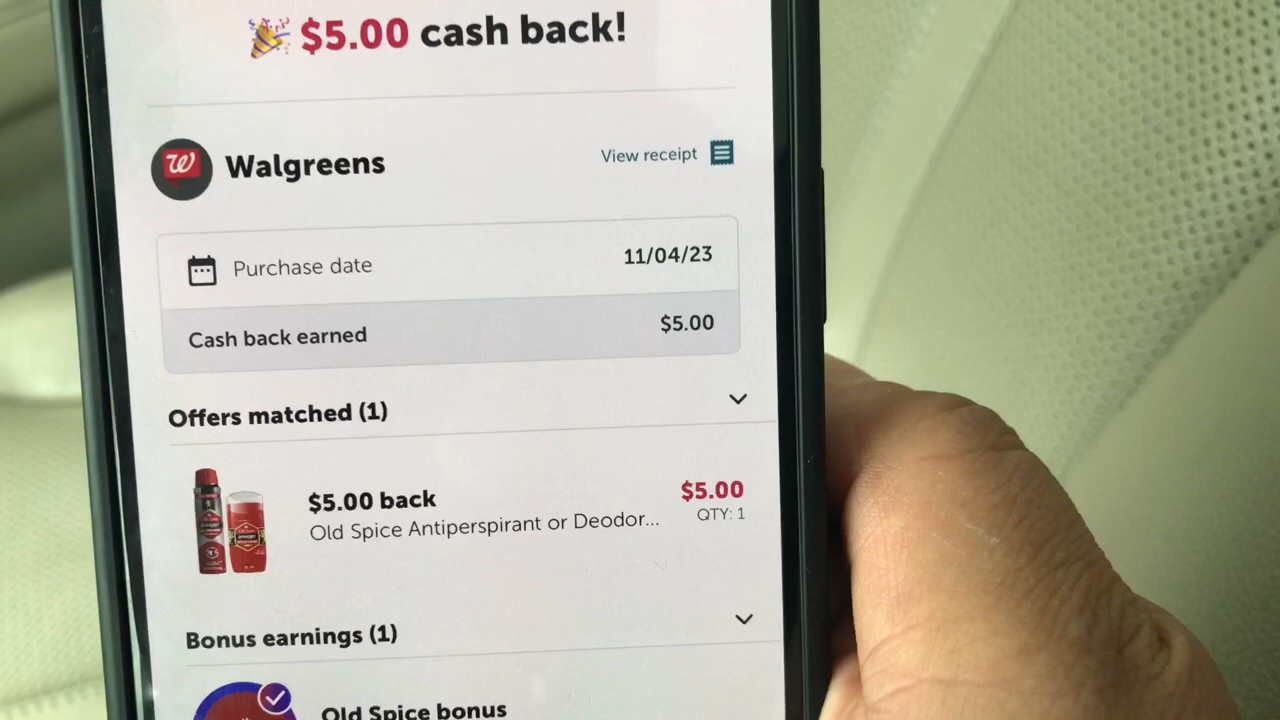 🎉 $5.00 cash back!
Walgreens
View receipt
Purchase date
11/04/23
Cash back earned
$5.00
Offers matched (1)
$5.00 back
$5.00
Old Spice Antiperspirant or Deodor...
QTY: 1
Bonus earnings (1)
Old Spice bonus